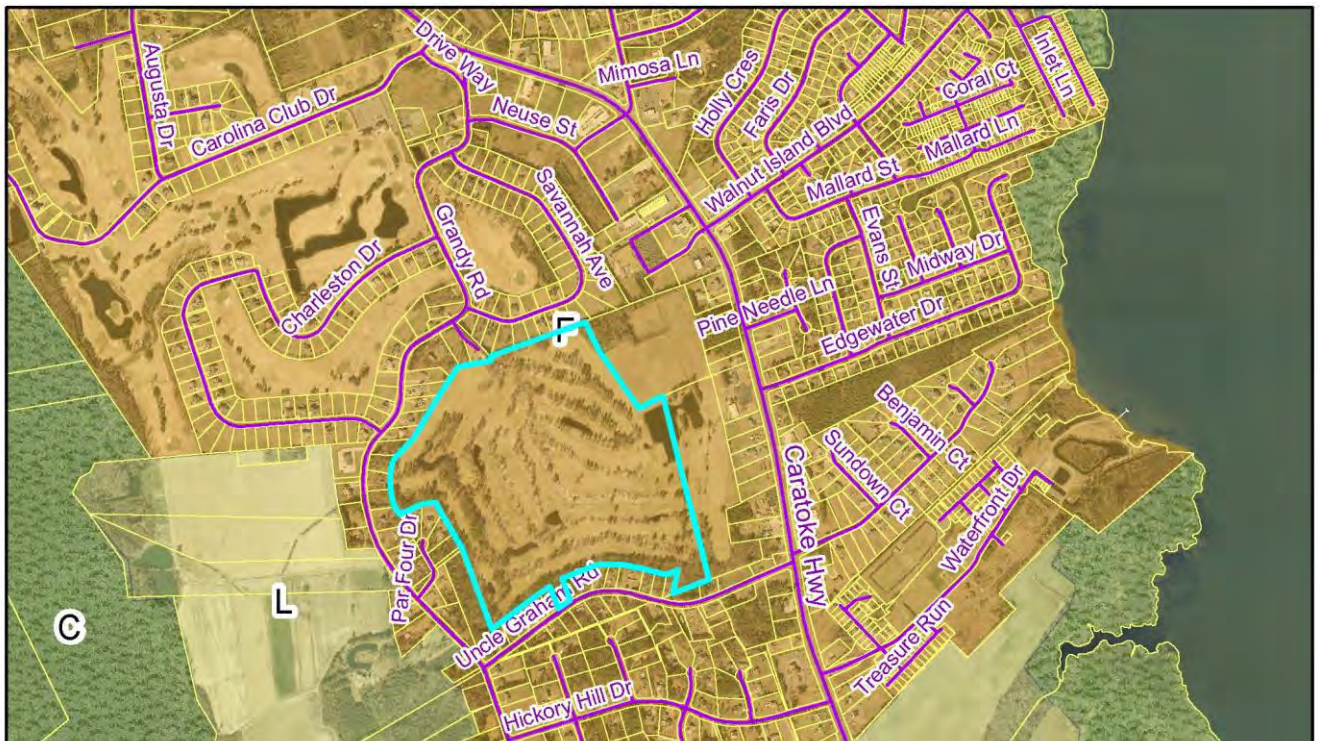 Augusta Dr
Carolina Club Dr
Drive Way
Mimosa Ln
Neuse St
Holly Cres
Faris Dr
Walnut Island Blvd
Coral Ct
Inlet Ln
Mallard Ln
Mallard St
Savannah Ave
Grandy Rd
Charleston Dr
Evans St
Midway Dr
Pine Needle Ln
Edgewater Dr
F
Benjamin Ct
Sundown Ct
Caratoke Hwy
Waterfront Dr
Par Four Dr
Uncle Graham Rd
Treasure Run
L
C
Hickory Hill Dr